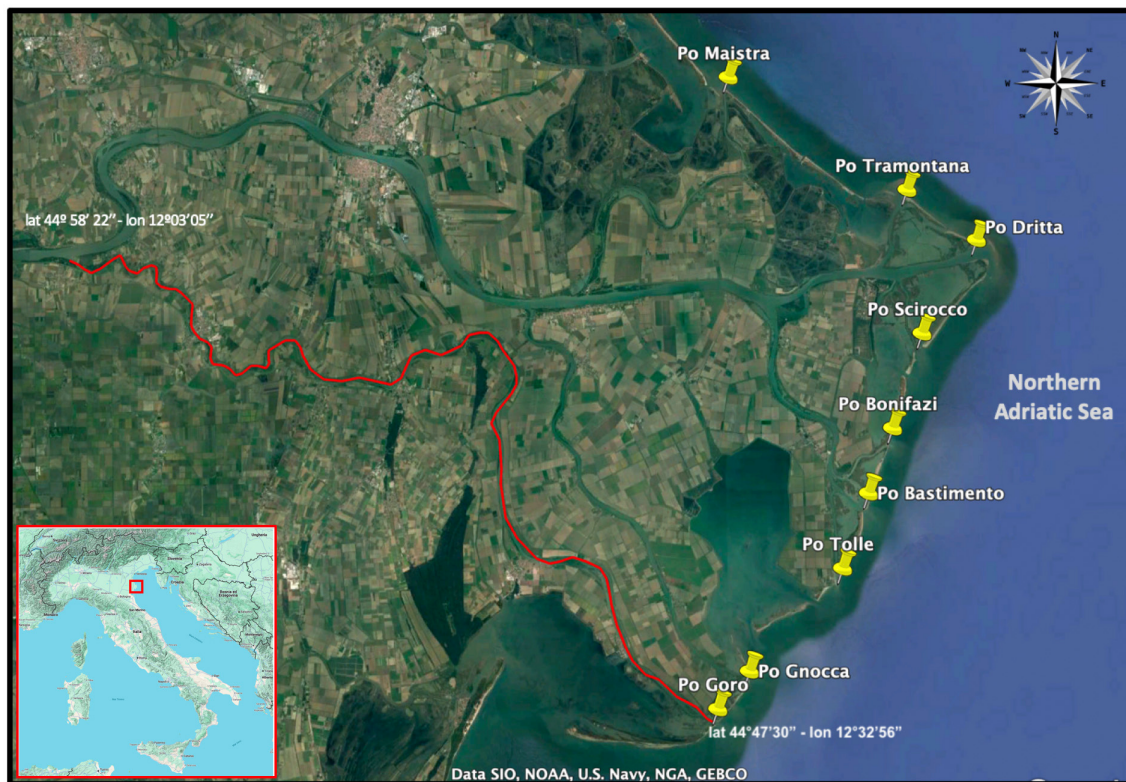 Po Maistra
N
W
E
S
Po Tramontana
lat 44º 58’ 22’’ - lon 12º03’05’’
Po Dritta
Po Scirocco
Northern
Adriatic Sea
Po Bonifazi
Po Bastimento
Po Tolle
Po Gnocca
Po Goro
lat 44°47’30” - lon 12°32’56”
Italia
Data SIO, NOAA, U.S. Navy, NGA, GEBCO